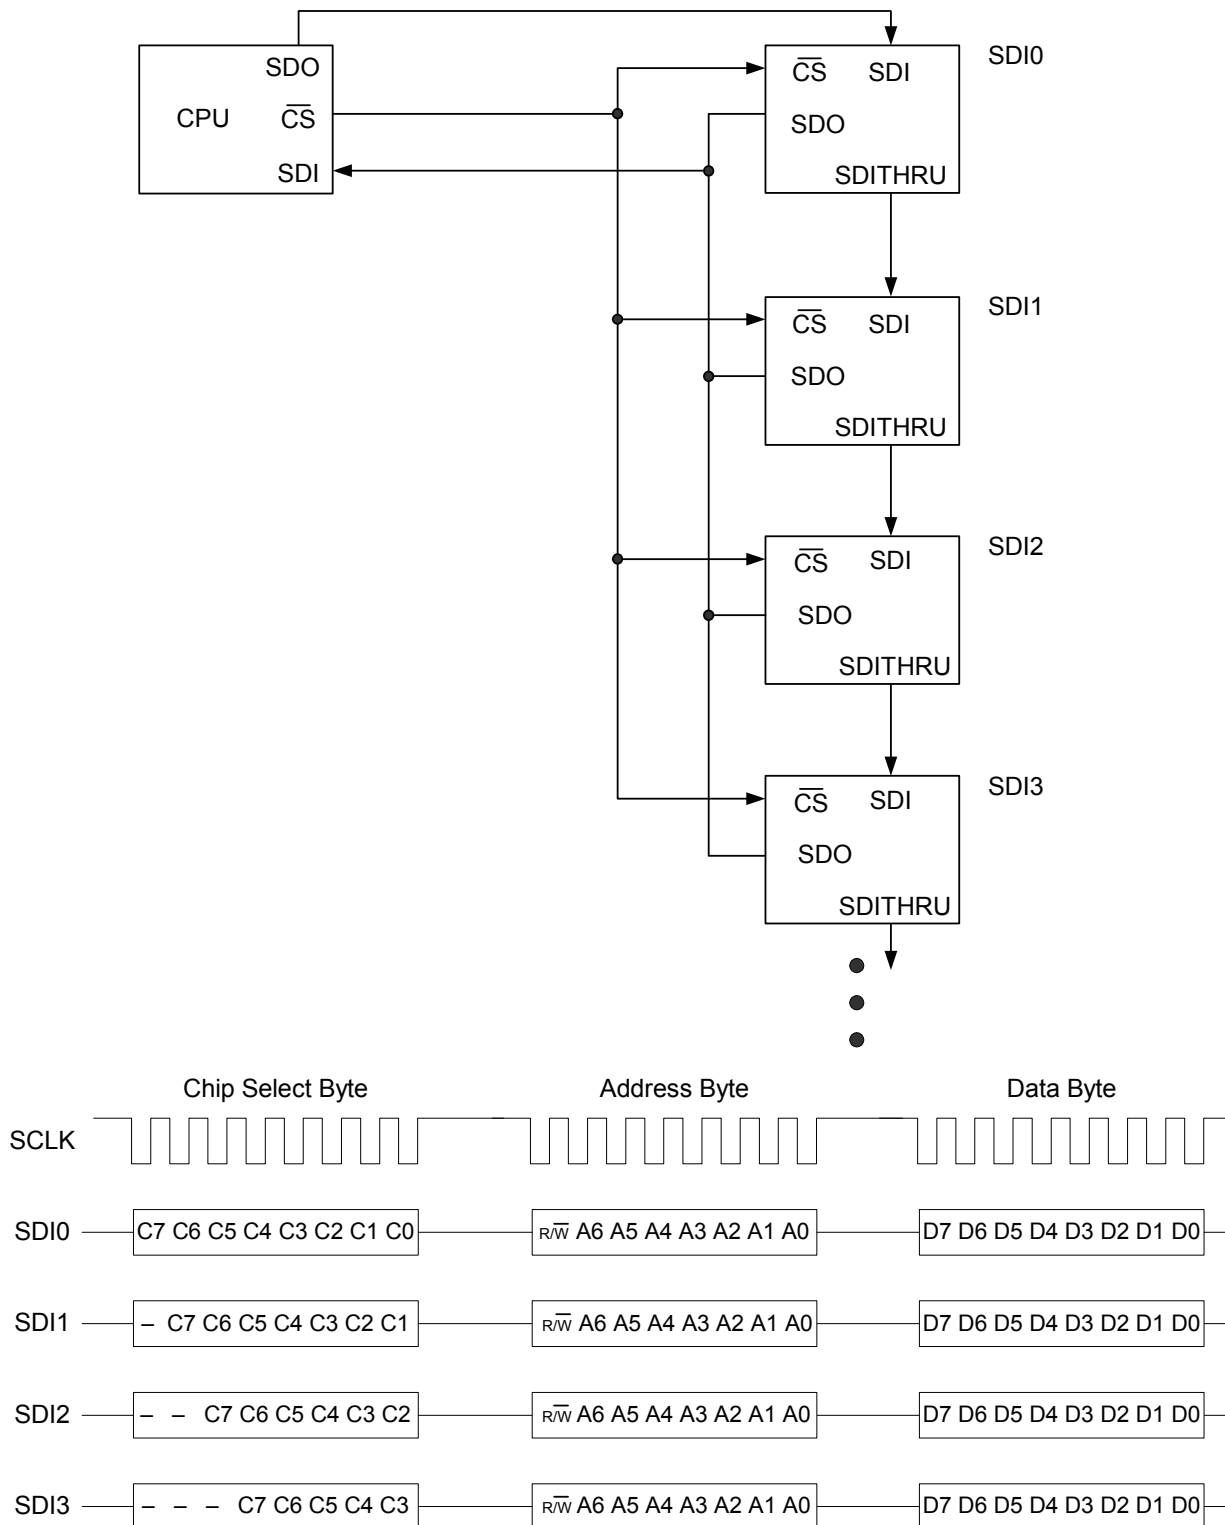 SDO
CPU
C̅S̅
SDI
C̅S̅ SDI
SDO
SDITHRU
SDI0
C̅S̅ SDI
SDO
SDITHRU
SDI1
C̅S̅ SDI
SDO
SDITHRU
SDI2
C̅S̅ SDI
SDO
SDITHRU
SDI3
Chip Select Byte Address Byte Data Byte
SCLK
SDI0 C7 C6 C5 C4 C3 C2 C1 C0 R/W̅ A6 A5 A4 A3 A2 A1 A0 D7 D6 D5 D4 D3 D2 D1 D0
SDI1 – C7 C6 C5 C4 C3 C2 C1 R/W̅ A6 A5 A4 A3 A2 A1 A0 D7 D6 D5 D4 D3 D2 D1 D0
SDI2 – – C7 C6 C5 C4 C3 C2 R/W̅ A6 A5 A4 A3 A2 A1 A0 D7 D6 D5 D4 D3 D2 D1 D0
SDI3 – – – C7 C6 C5 C4 C3 R/W̅ A6 A5 A4 A3 A2 A1 A0 D7 D6 D5 D4 D3 D2 D1 D0